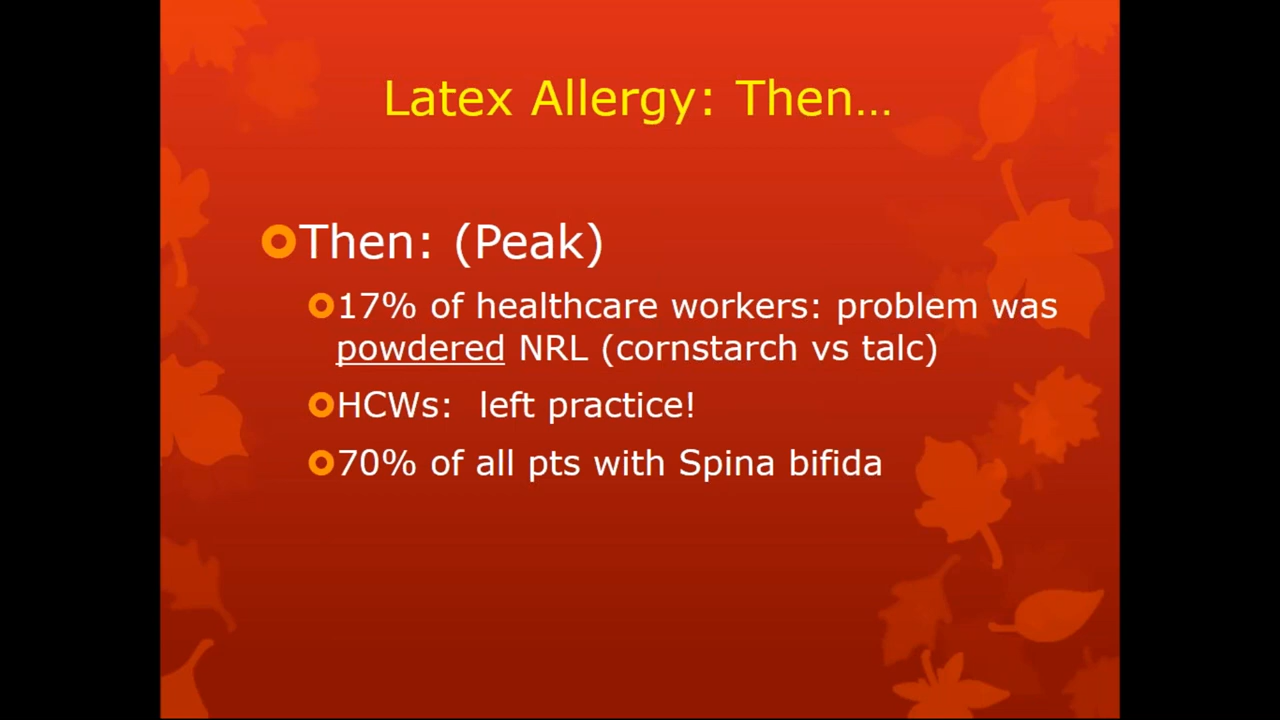 Latex Allergy: Then…
Then: (Peak)
17% of healthcare workers: problem was
powdered NRL (cornstarch vs talc)
HCWs:  left practice!
70% of all pts with Spina bifida